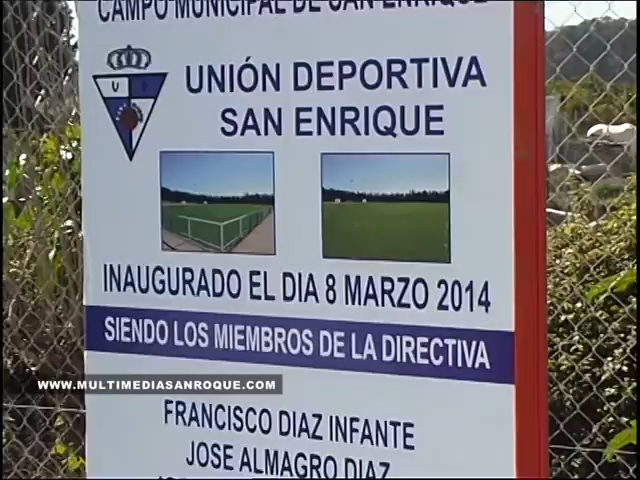 CAMPO MUNICIPAL DE SAN ENRIQUE
UNIÓN DEPORTIVA
SAN ENRIQUE
INAUGURADO EL DIA 8 MARZO 2014
SIENDO LOS MIEMBROS DE LA DIRECTIVA
WWW.MULTIMEDIASANROQUE.COM
FRANCISCO DIAZ INFANTE
JOSE ALMAGRO DIAZ